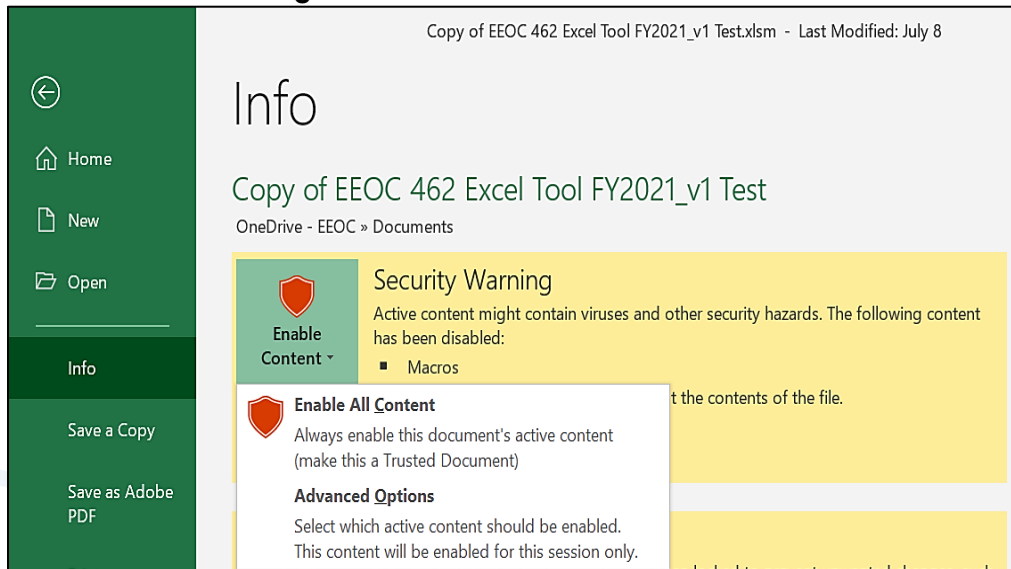 Copy of EEOC 462 Excel Tool FY2021_v1 Test.xlsm - Last Modified: July 8
Info
Home
New
Open
Info
Save a Copy
Save as Adobe
PDF
Copy of EEOC 462 Excel Tool FY2021_v1 Test
OneDrive - EEOC » Documents
Enable
Content
Security Warning
Active content might contain viruses and other security hazards. The following content
has been disabled:
▪ Macros
t the contents of the file.
Enable All Content
Always enable this document's active content
(make this a Trusted Document)
Advanced Options
Select which active content should be enabled.
This content will be enabled for this session only.